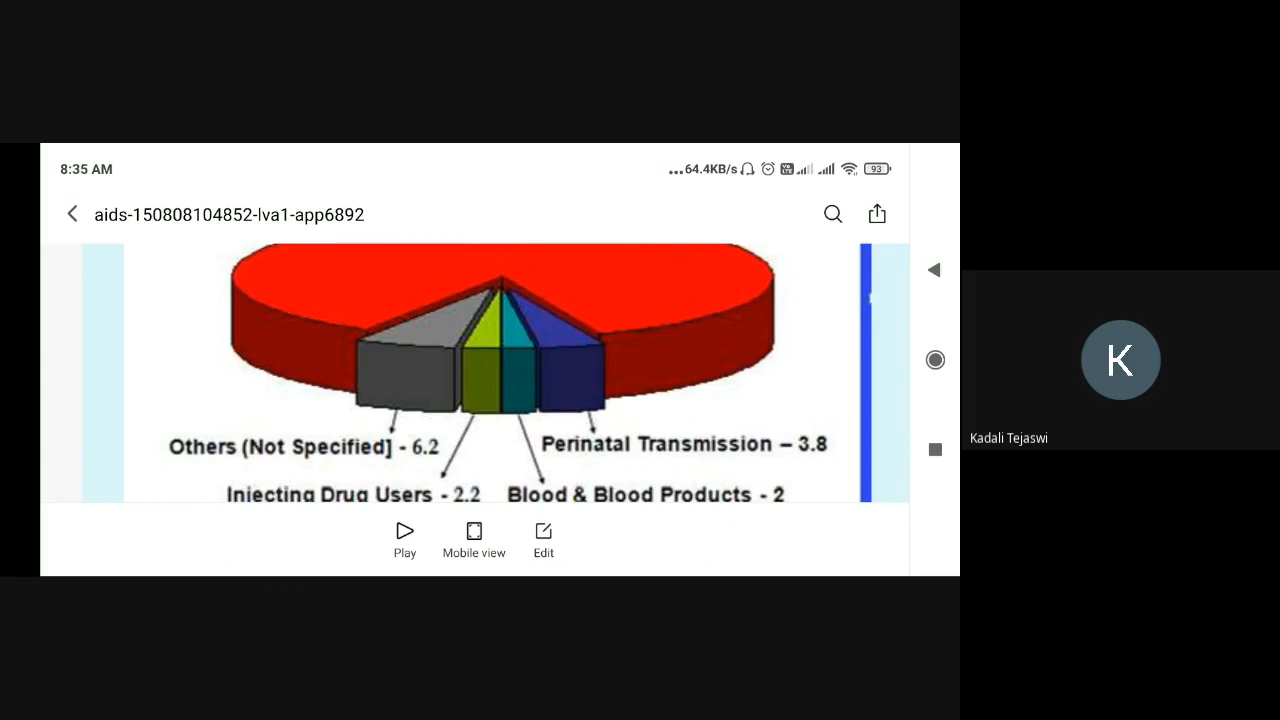 8:35 AM
...64.4KB/s 93
aids-150808104852-lva1-app6892
Others (Not Specified] - 6.2
Perinatal Transmission – 3.8
Injecting Drug Users - 2.2
Blood & Blood Products - 2
Play
Mobile view
Edit
K
Kadali Tejaswi